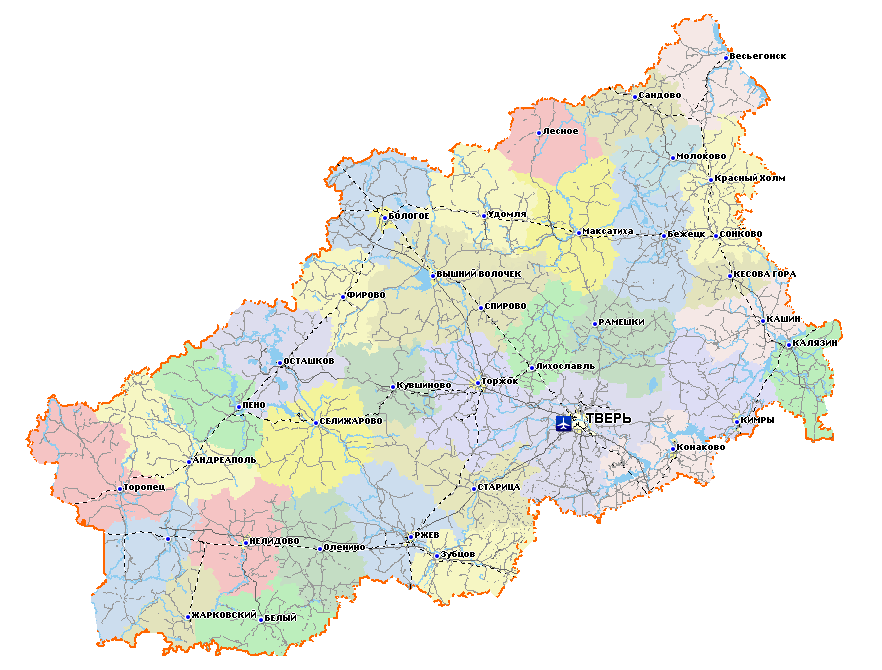 Весьегонск
Сандово
Лесное
Молоково
Красный Холм
БОЛОГОЕ
Удомля
Максатиха
Бежецк
СОНКОВО
ВЫШНИЙ ВОЛОЧЕК
КЕСОВА ГОРА
ФИРОВО
СПИРОВО
РАМЕШКИ
КАШИН
КАЛЯЗИН
ОСТАШКОВ
Лихославль
Кувшиново
Торжок
ПЕНО
СЕЛИЖАРОВО
ТВЕРЬ
КИМРЫ
Конаково
АНДРЕАПОЛЬ
Торопец
СТАРИЦА
РЖЕВ
НЕЛИДОВО
Оленино
Зубцов
ЖАРКОВСКИЙ
БЕЛЫЙ